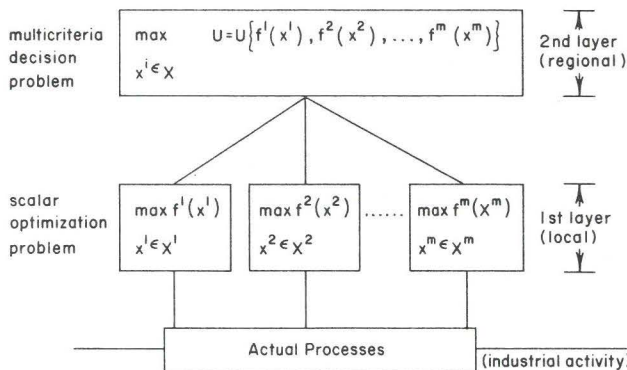 multicriteria
decision
problem
max U=U{f¹(x¹), f²(x²), ..., fᵐ(xᵐ)}
xⁱ ϵ X
2nd layer
(regional)
scalar
optimization
problem
max f¹(x¹)
x¹ ϵ X¹
max f²(x²)
x² ϵ X²
......
max fᵐ(Xᵐ)
xᵐ ϵ Xᵐ
1st layer
(local)
Actual Processes
(industrial activity)